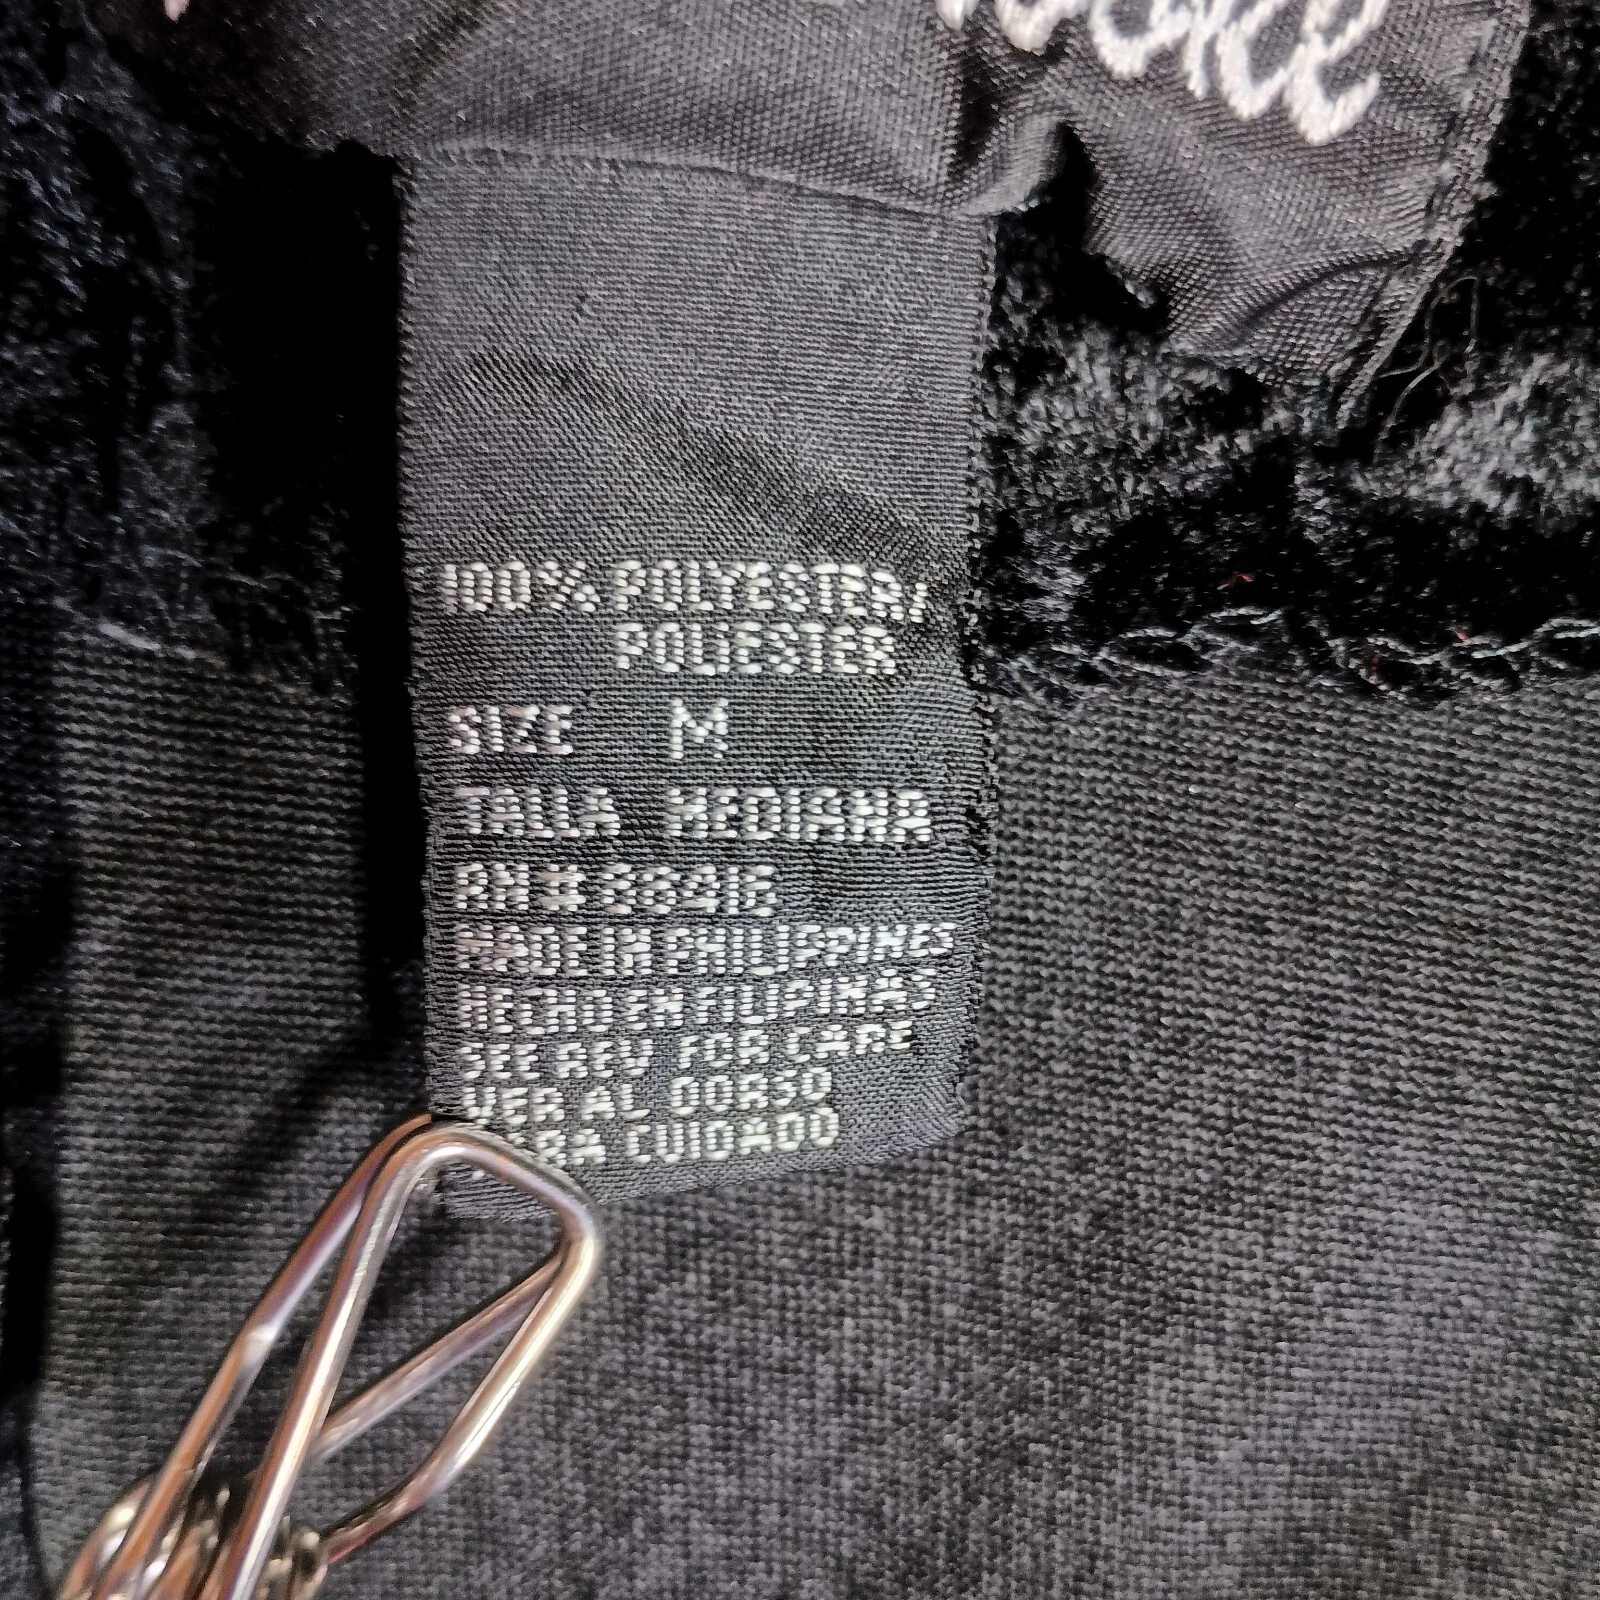 100% POLYESTER/
POLIESTER
SIZE M
TALLA MEDIANA
RN #
MADE IN PHILIPPINES
HECHO EN FILIPINAS
SEE REV FOR CARE
VER AL DORSO
CUIDADO